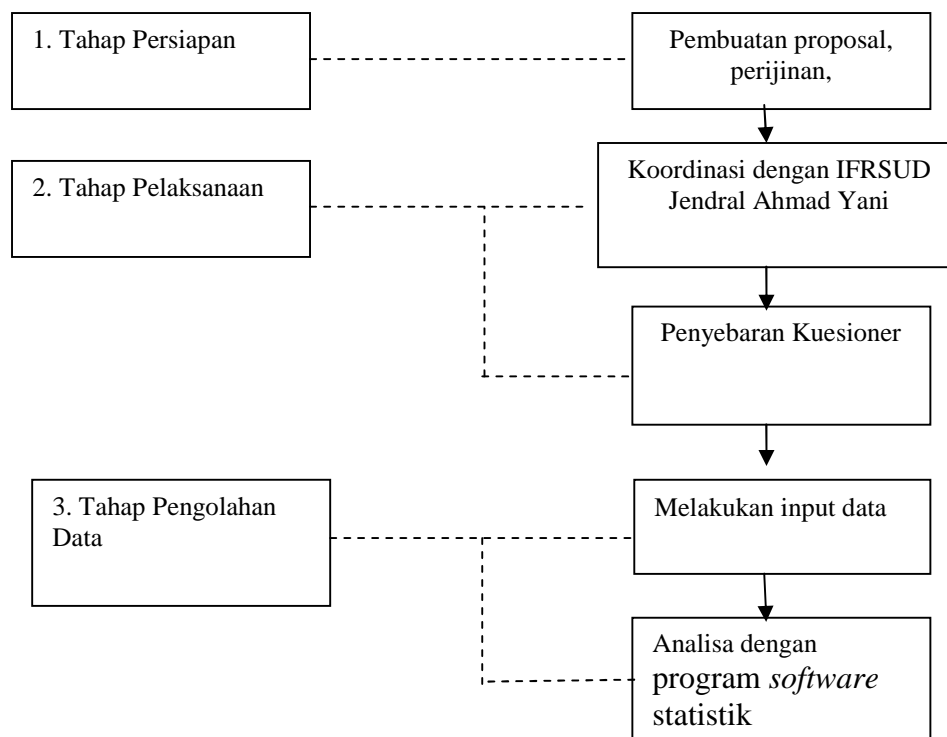 1. Tahap Persiapan
Pembuatan proposal,
perijinan,
2. Tahap Pelaksanaan
Koordinasi dengan IFRSUD
Jendral Ahmad Yani
Penyebaran Kuesioner
3. Tahap Pengolahan
Data
Melakukan input data
Analisa dengan
program software
statistik